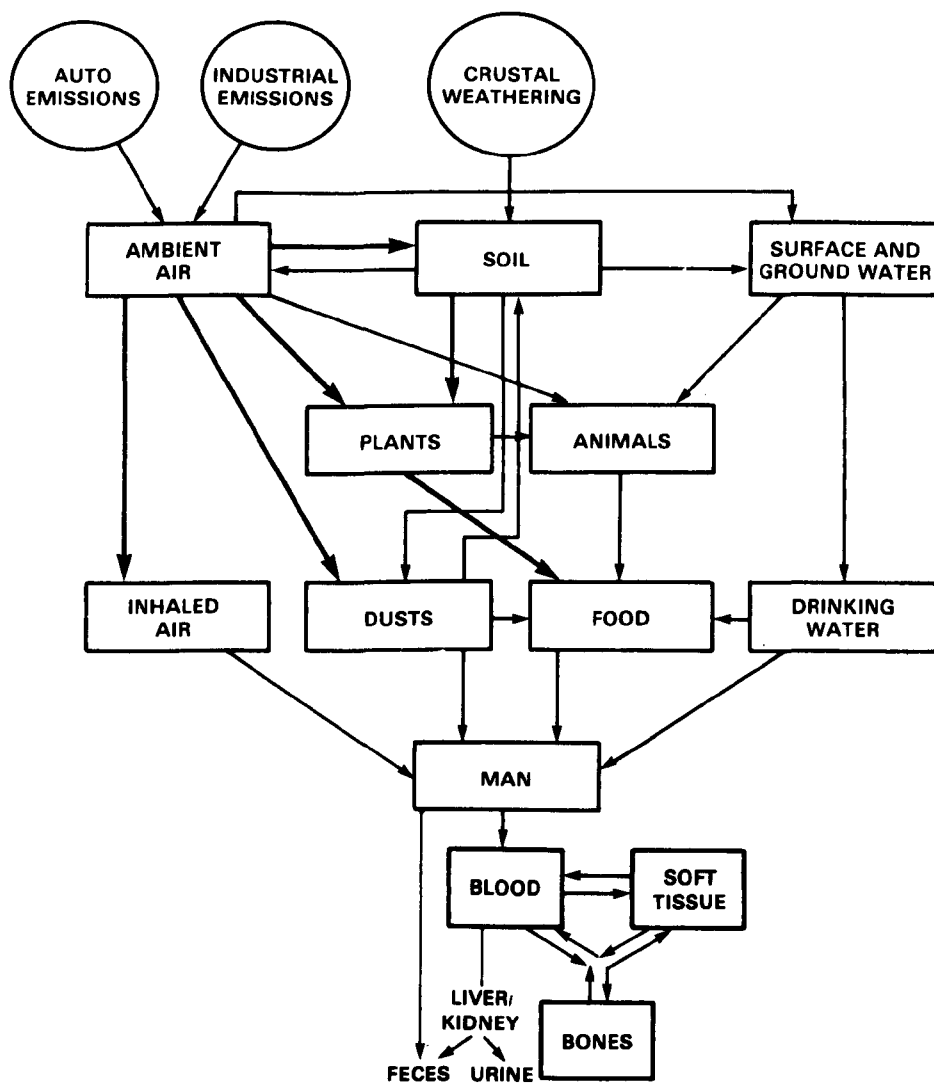 AUTO
EMISSIONS
INDUSTRIAL
EMISSIONS
CRUSTAL
WEATHERING
AMBIENT
AIR
SOIL
SURFACE AND
GROUND WATER
PLANTS
ANIMALS
INHALED
AIR
DUSTS
FOOD
DRINKING
WATER
MAN
BLOOD
SOFT
TISSUE
LIVER/
KIDNEY
BONES
FECES
URINE